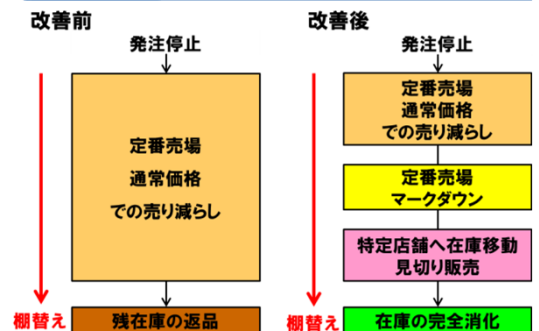 改善前
発注停止
定番売場
通常価格
での売り減らし
棚替え
残在庫の返品
改善後
発注停止
定番売場
通常価格
での売り減らし
定番売場
マークダウン
特定店舗へ在庫移動
見切り販売
棚替え
在庫の完全消化